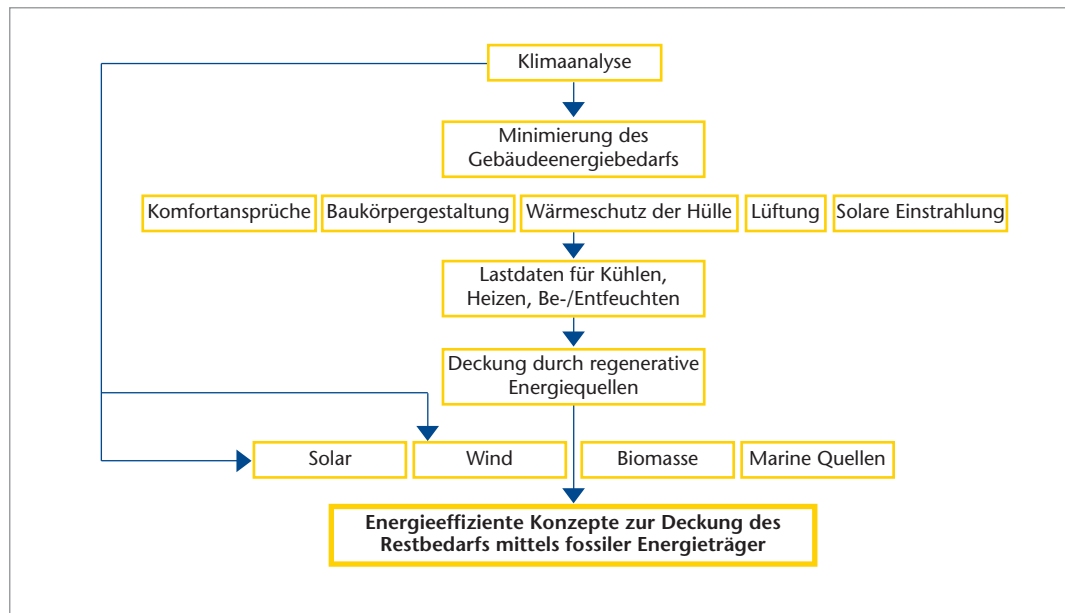 Klimaanalyse
Minimierung des
Gebäudeenergiebedarfs
Komfortansprüche
Baukörpergestaltung
Wärmeschutz der Hülle
Lüftung
Solare Einstrahlung
Lastdaten für Kühlen,
Heizen, Be-/Entfeuchten
Deckung durch regenerative
Energiequellen
Solar
Wind
Biomasse
Marine Quellen
Energieeffiziente Konzepte zur Deckung des
Restbedarfs mittels fossiler Energieträger